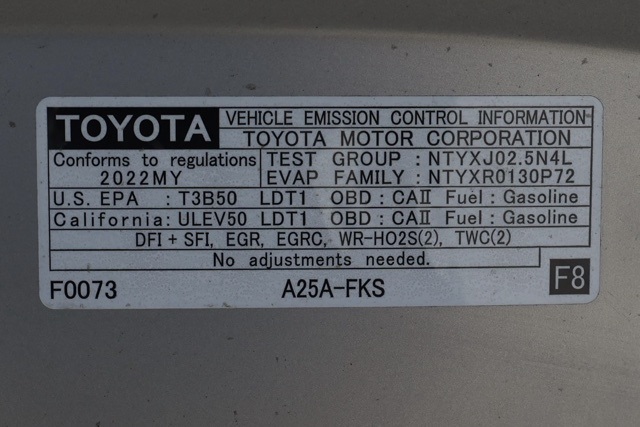 TOYOTA
VEHICLE EMISSION CONTROL INFORMATION
TOYOTA MOTOR CORPORATION
Conforms to regulations
2022MY
TEST GROUP : NTYXJ02.5N4L
EVAP FAMILY : NTYXR0130P72
U.S. EPA : T3B50 LDT1 OBD : CAII Fuel : Gasoline
California: ULEV50 LDT1 OBD : CAII Fuel : Gasoline
DFI + SFI, EGR, EGRC, WR-HO2S(2), TWC(2)
No adjustments needed.
F0073 A25A-FKS F8